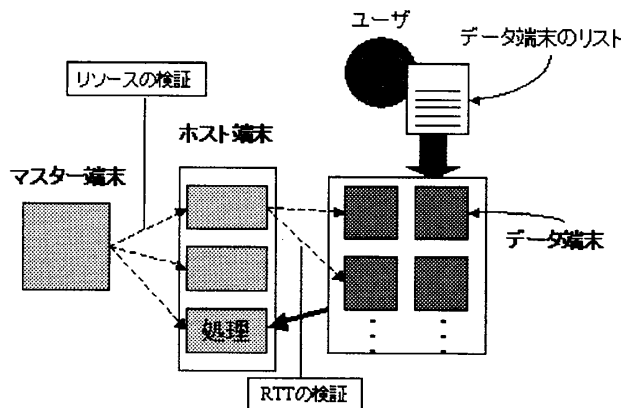 ユーザ
データ端末のリスト
リソースの検証
ホスト端末
マスター端末
データ端末
処理
RTTの検証